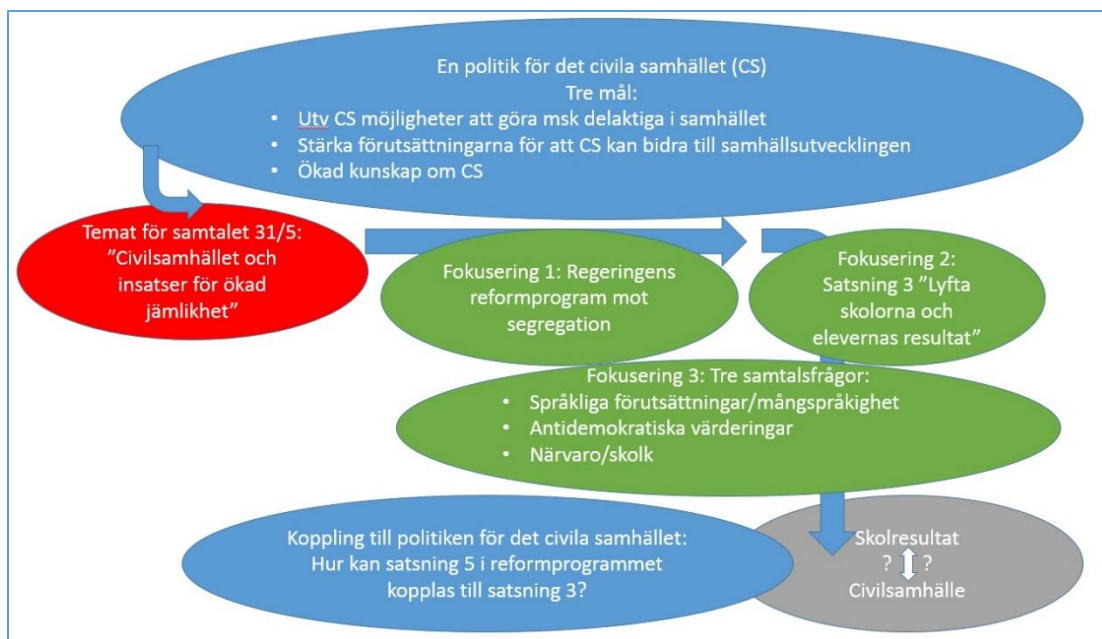 En politik för det civila samhället (CS)
Tre mål:
• Utv CS möjligheter att göra msk delaktiga i samhället
• Stärka förutsättningarna för att CS kan bidra till samhällsutvecklingen
• Ökad kunskap om CS
Temat för samtalet 31/5:
”Civilsamhället och
insatser för ökad
jämlikhet”
Fokusering 1: Regeringens
reformprogram mot
segregation
Fokusering 2:
Satsning 3 ”Lyfta
skolorna och
elevernas resultat”
Fokusering 3: Tre samtalsfrågor:
• Språkliga förutsättningar/mångspråkighet
• Antidemokratiska värderingar
• Närvaro/skolk
Koppling till politiken för det civila samhället:
Hur kan satsning 5 i reformprogrammet
kopplas till satsning 3?
Skolresultat
? ?
Civilsamhälle